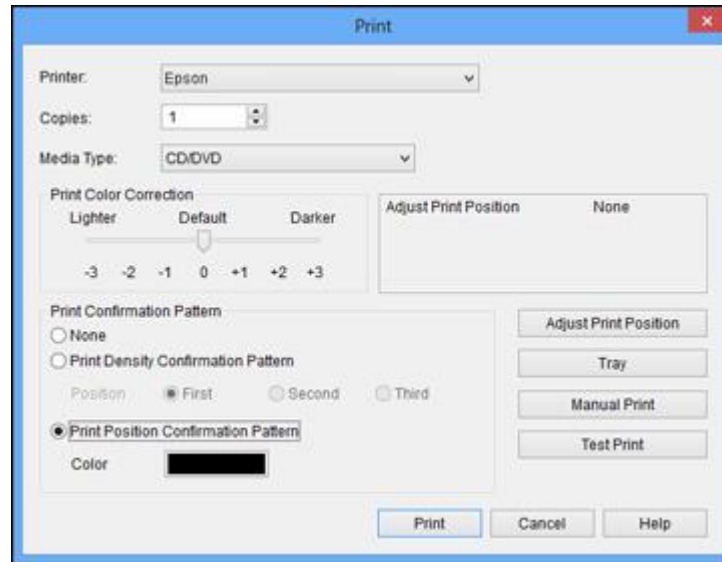 Print
Printer: Epson
Copies: 1
Media Type: CD/DVD
Print Color Correction
Lighter Default Darker
-3 -2 -1 0 +1 +2 +3
Adjust Print Position None
Print Confirmation Pattern
None
Print Density Confirmation Pattern
Position First Second Third
Print Position Confirmation Pattern
Color
Adjust Print Position
Tray
Manual Print
Test Print
Print Cancel Help